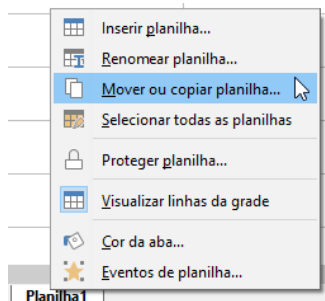 Inserir planilha...
Renomear planilha...
Mover ou copiar planilha...
Selecionar todas as planilhas
Proteger planilha...
Visualizar linhas da grade
Cor da aba...
Eventos de planilha...
Planilha1